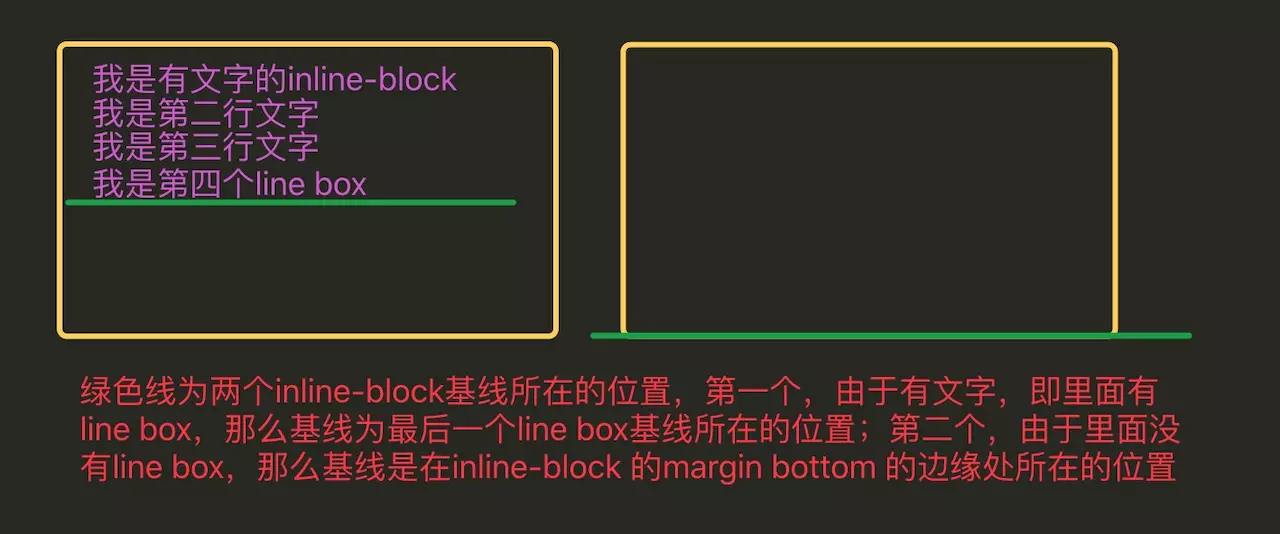 我是有文字的inline-block
我是第二行文字
我是第三行文字
我是第四个line box
绿色线为两个inline-block基线所在的位置，第一个，由于有文字，即里面有
line box，那么基线为最后一个line box基线所在的位置；第二个，由于里面没
有line box，那么基线是在inline-block 的margin bottom 的边缘处所在的位置